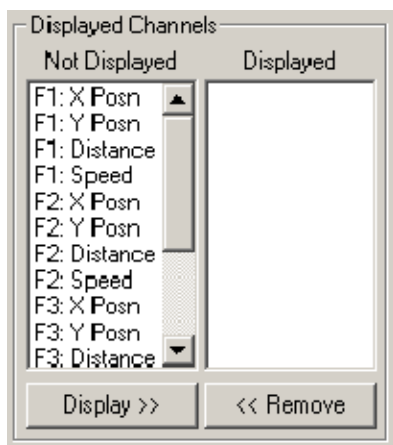 Displayed Channels
Not Displayed
Displayed
F1: X Posn
F1: Y Posn
F1: Distance
F1: Speed
F2: X Posn
F2: Y Posn
F2: Distance
F2: Speed
F3: X Posn
F3: Y Posn
F3: Distance
Display >>
<< Remove